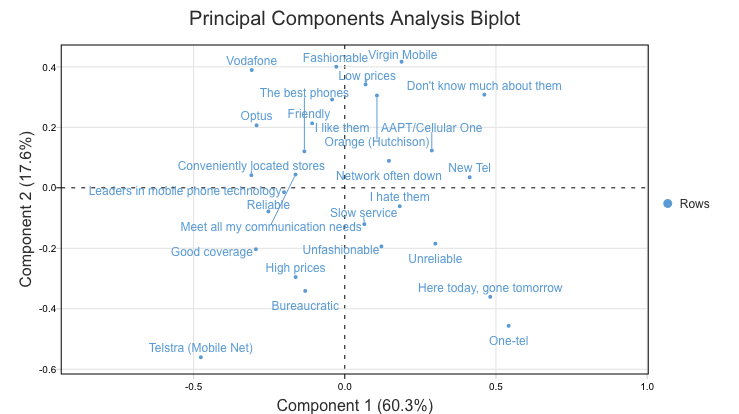 Principal Components Analysis Biplot
Vodafone
Fashionable
Virgin Mobile
Low prices
Don't know much about them
The best phones
Optus
Friendly
I like them
AAPT/Cellular One
Orange (Hutchison)
Conveniently located stores
New Tel
Network often down
Leaders in mobile phone technology
I hate them
Reliable
Slow service
Meet all my communication needs
Unfashionable
Good coverage
Unreliable
High prices
Here today, gone tomorrow
Bureaucratic
One-tel
Telstra (Mobile Net)
0.4
0.2
0.0
-0.2
-0.4
-0.6
Component 2 (17.6%)
-0.5
0.0
0.5
1.0
Component 1 (60.3%)
Rows